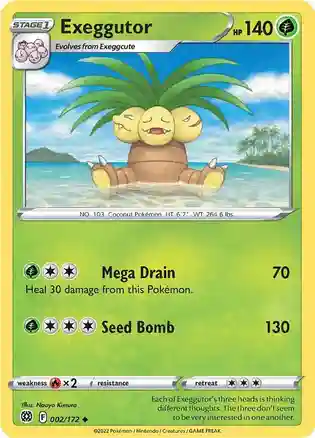 STAGE 1
Exeggutor
HP 140
Evolves from Exeggcute
NO. 103 Coconut Pokémon HT: 6'7" WT: 264.6 lbs.
Mega Drain 70
Heal 30 damage from this Pokémon.
Seed Bomb 130
weakness ×2 resistance retreat
Illus. Naoyo Kimura
F 002/172
Each of Exeggutor's three heads is thinking
different thoughts. The three don't seem
to be very interested in one another.
©2022 Pokémon / Nintendo / Creatures / GAME FREAK